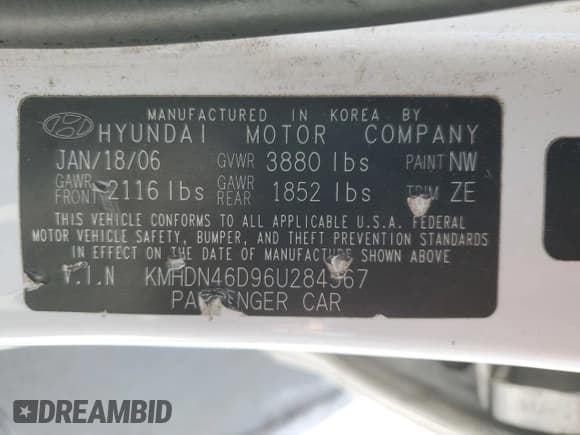 MANUFACTURED IN KOREA BY
HYUNDAI MOTOR COMPANY
JAN/18/06 GVWR 3880 lbs PAINT NW
GAWR FRONT 2116 lbs GAWR REAR 1852 lbs TRIM ZE
THIS VEHICLE CONFORMS TO ALL APPLICABLE U.S.A. FEDERAL
MOTOR VEHICLE SAFETY, BUMPER, AND THEFT PREVENTION STANDARDS
IN EFFECT ON THE DATE OF MANUFACTURE SHOWN ABOVE
V.I.N KMHDN46D96U284367
PASSENGER CAR
DREAMBID